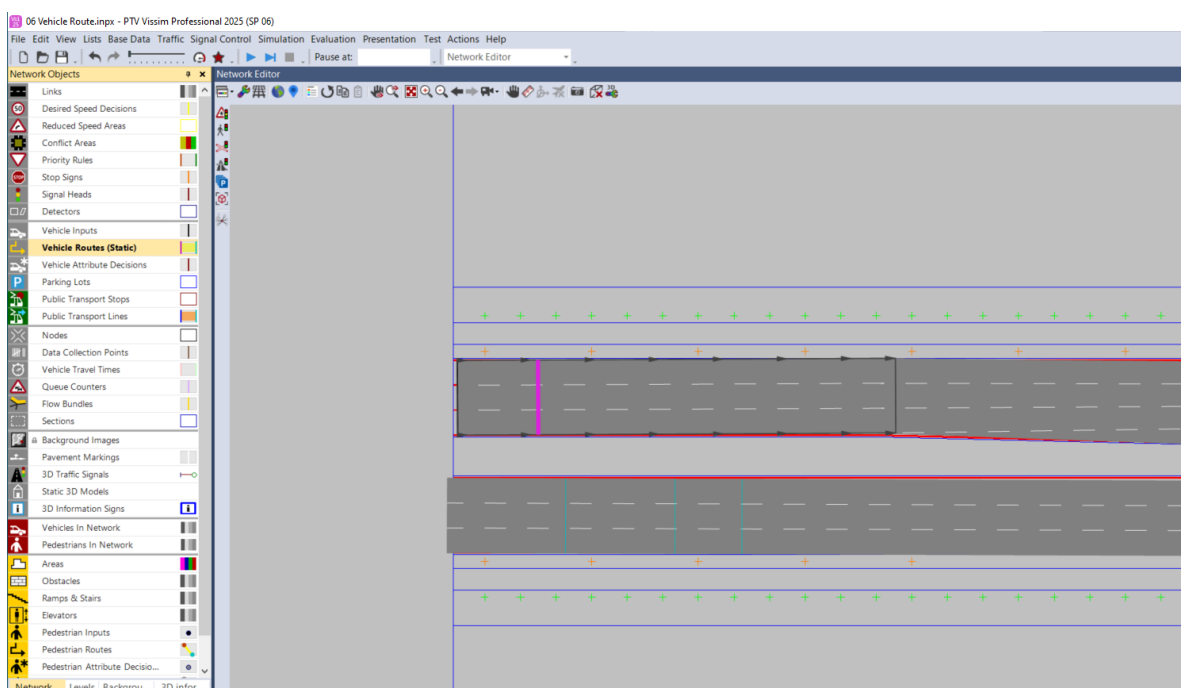 06 Vehicle Route.inpx - PTV Vissim Professional 2025 (SP 06)
File Edit View Lists Base Data Traffic Signal Control Simulation Evaluation Presentation Test Actions Help
Pause at: Network Editor
Network Objects
Network Editor
Links
50 Desired Speed Decisions
Reduced Speed Areas
Conflict Areas
Priority Rules
STOP Stop Signs
Signal Heads
Detectors
Vehicle Inputs
Vehicle Routes (Static)
Vehicle Attribute Decisions
P Parking Lots
Public Transport Stops
Public Transport Lines
Nodes
Data Collection Points
Vehicle Travel Times
Queue Counters
Flow Bundles
Sections
Background Images
Pavement Markings
3D Traffic Signals
Static 3D Models
3D Information Signs
Vehicles In Network
Pedestrians In Network
Areas
Obstacles
Ramps & Stairs
Elevators
Pedestrian Inputs
Pedestrian Routes
Pedestrian Attribute Decisio...
Network Levels Backgrou 3D infor